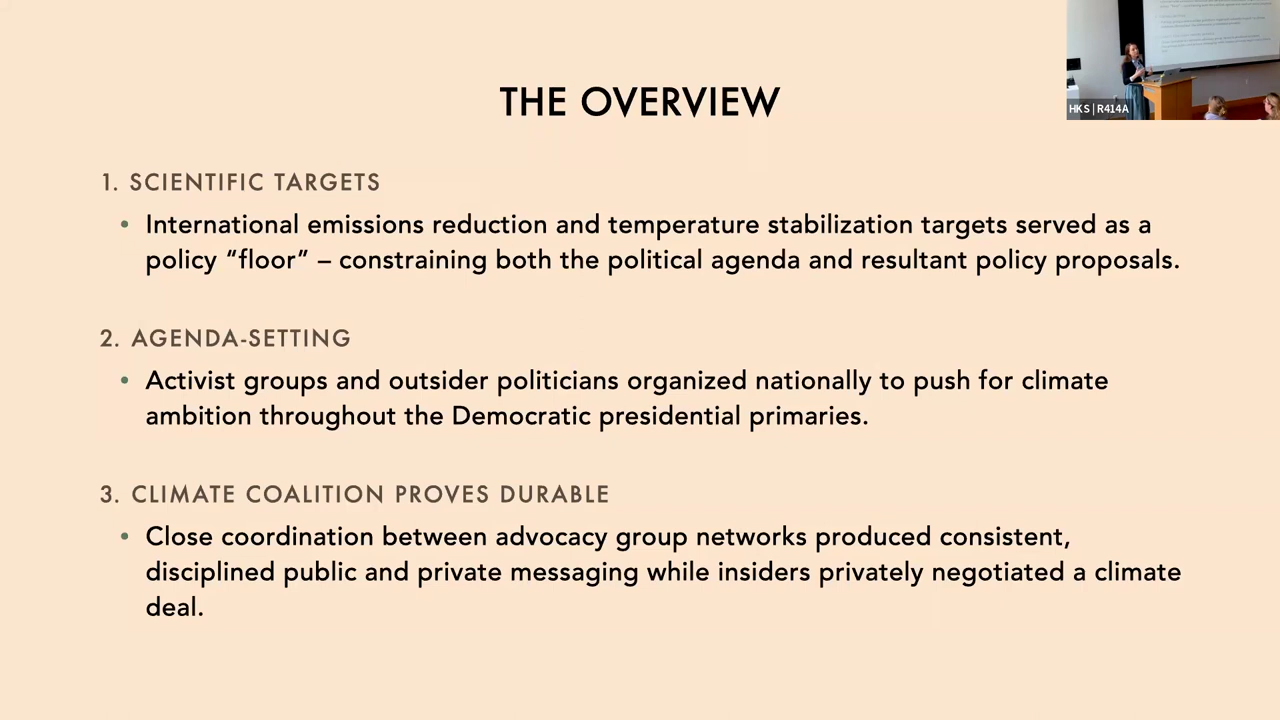 THE OVERVIEW
HKS | R414A
1. SCIENTIFIC TARGETS
• International emissions reduction and temperature stabilization targets served as a
policy “floor” – constraining both the political agenda and resultant policy proposals.
2. AGENDA-SETTING
• Activist groups and outsider politicians organized nationally to push for climate
ambition throughout the Democratic presidential primaries.
3. CLIMATE COALITION PROVES DURABLE
• Close coordination between advocacy group networks produced consistent,
disciplined public and private messaging while insiders privately negotiated a climate
deal.